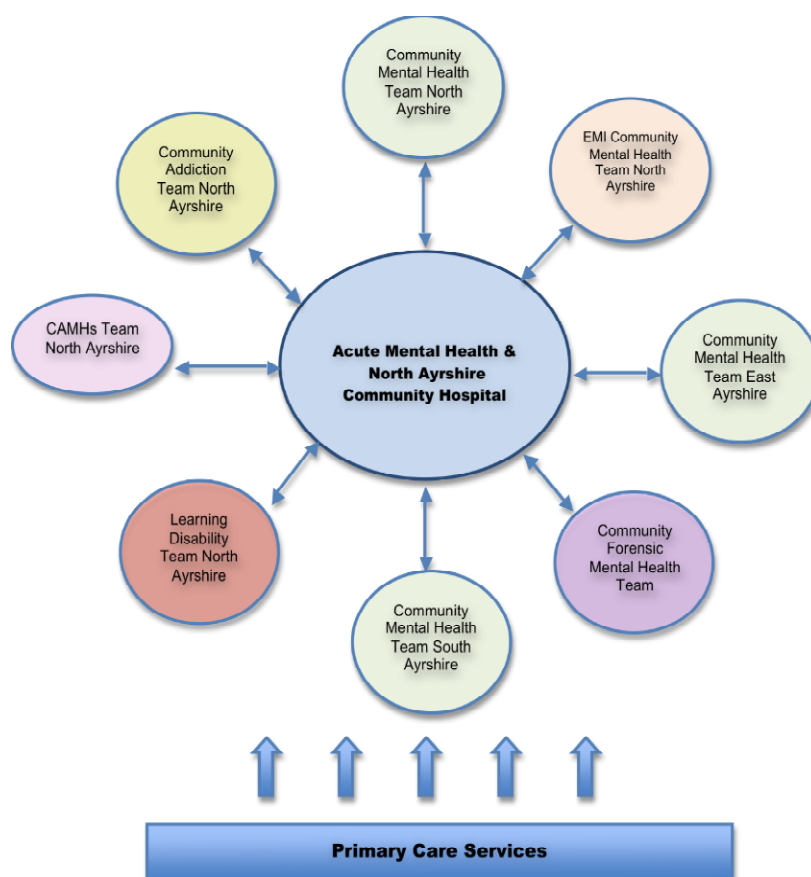 Community
Mental Health
Team North
Ayrshire
EMI Community
Mental Health
Team North
Ayrshire
Community
Addiction
Team North
Ayrshire
CAMHs Team
North Ayrshire
Acute Mental Health &
North Ayrshire
Community Hospital
Community
Mental Health
Team East
Ayrshire
Learning
Disability
Team North
Ayrshire
Community
Forensic
Mental Health
Team
Community
Mental Health
Team South
Ayrshire
Primary Care Services